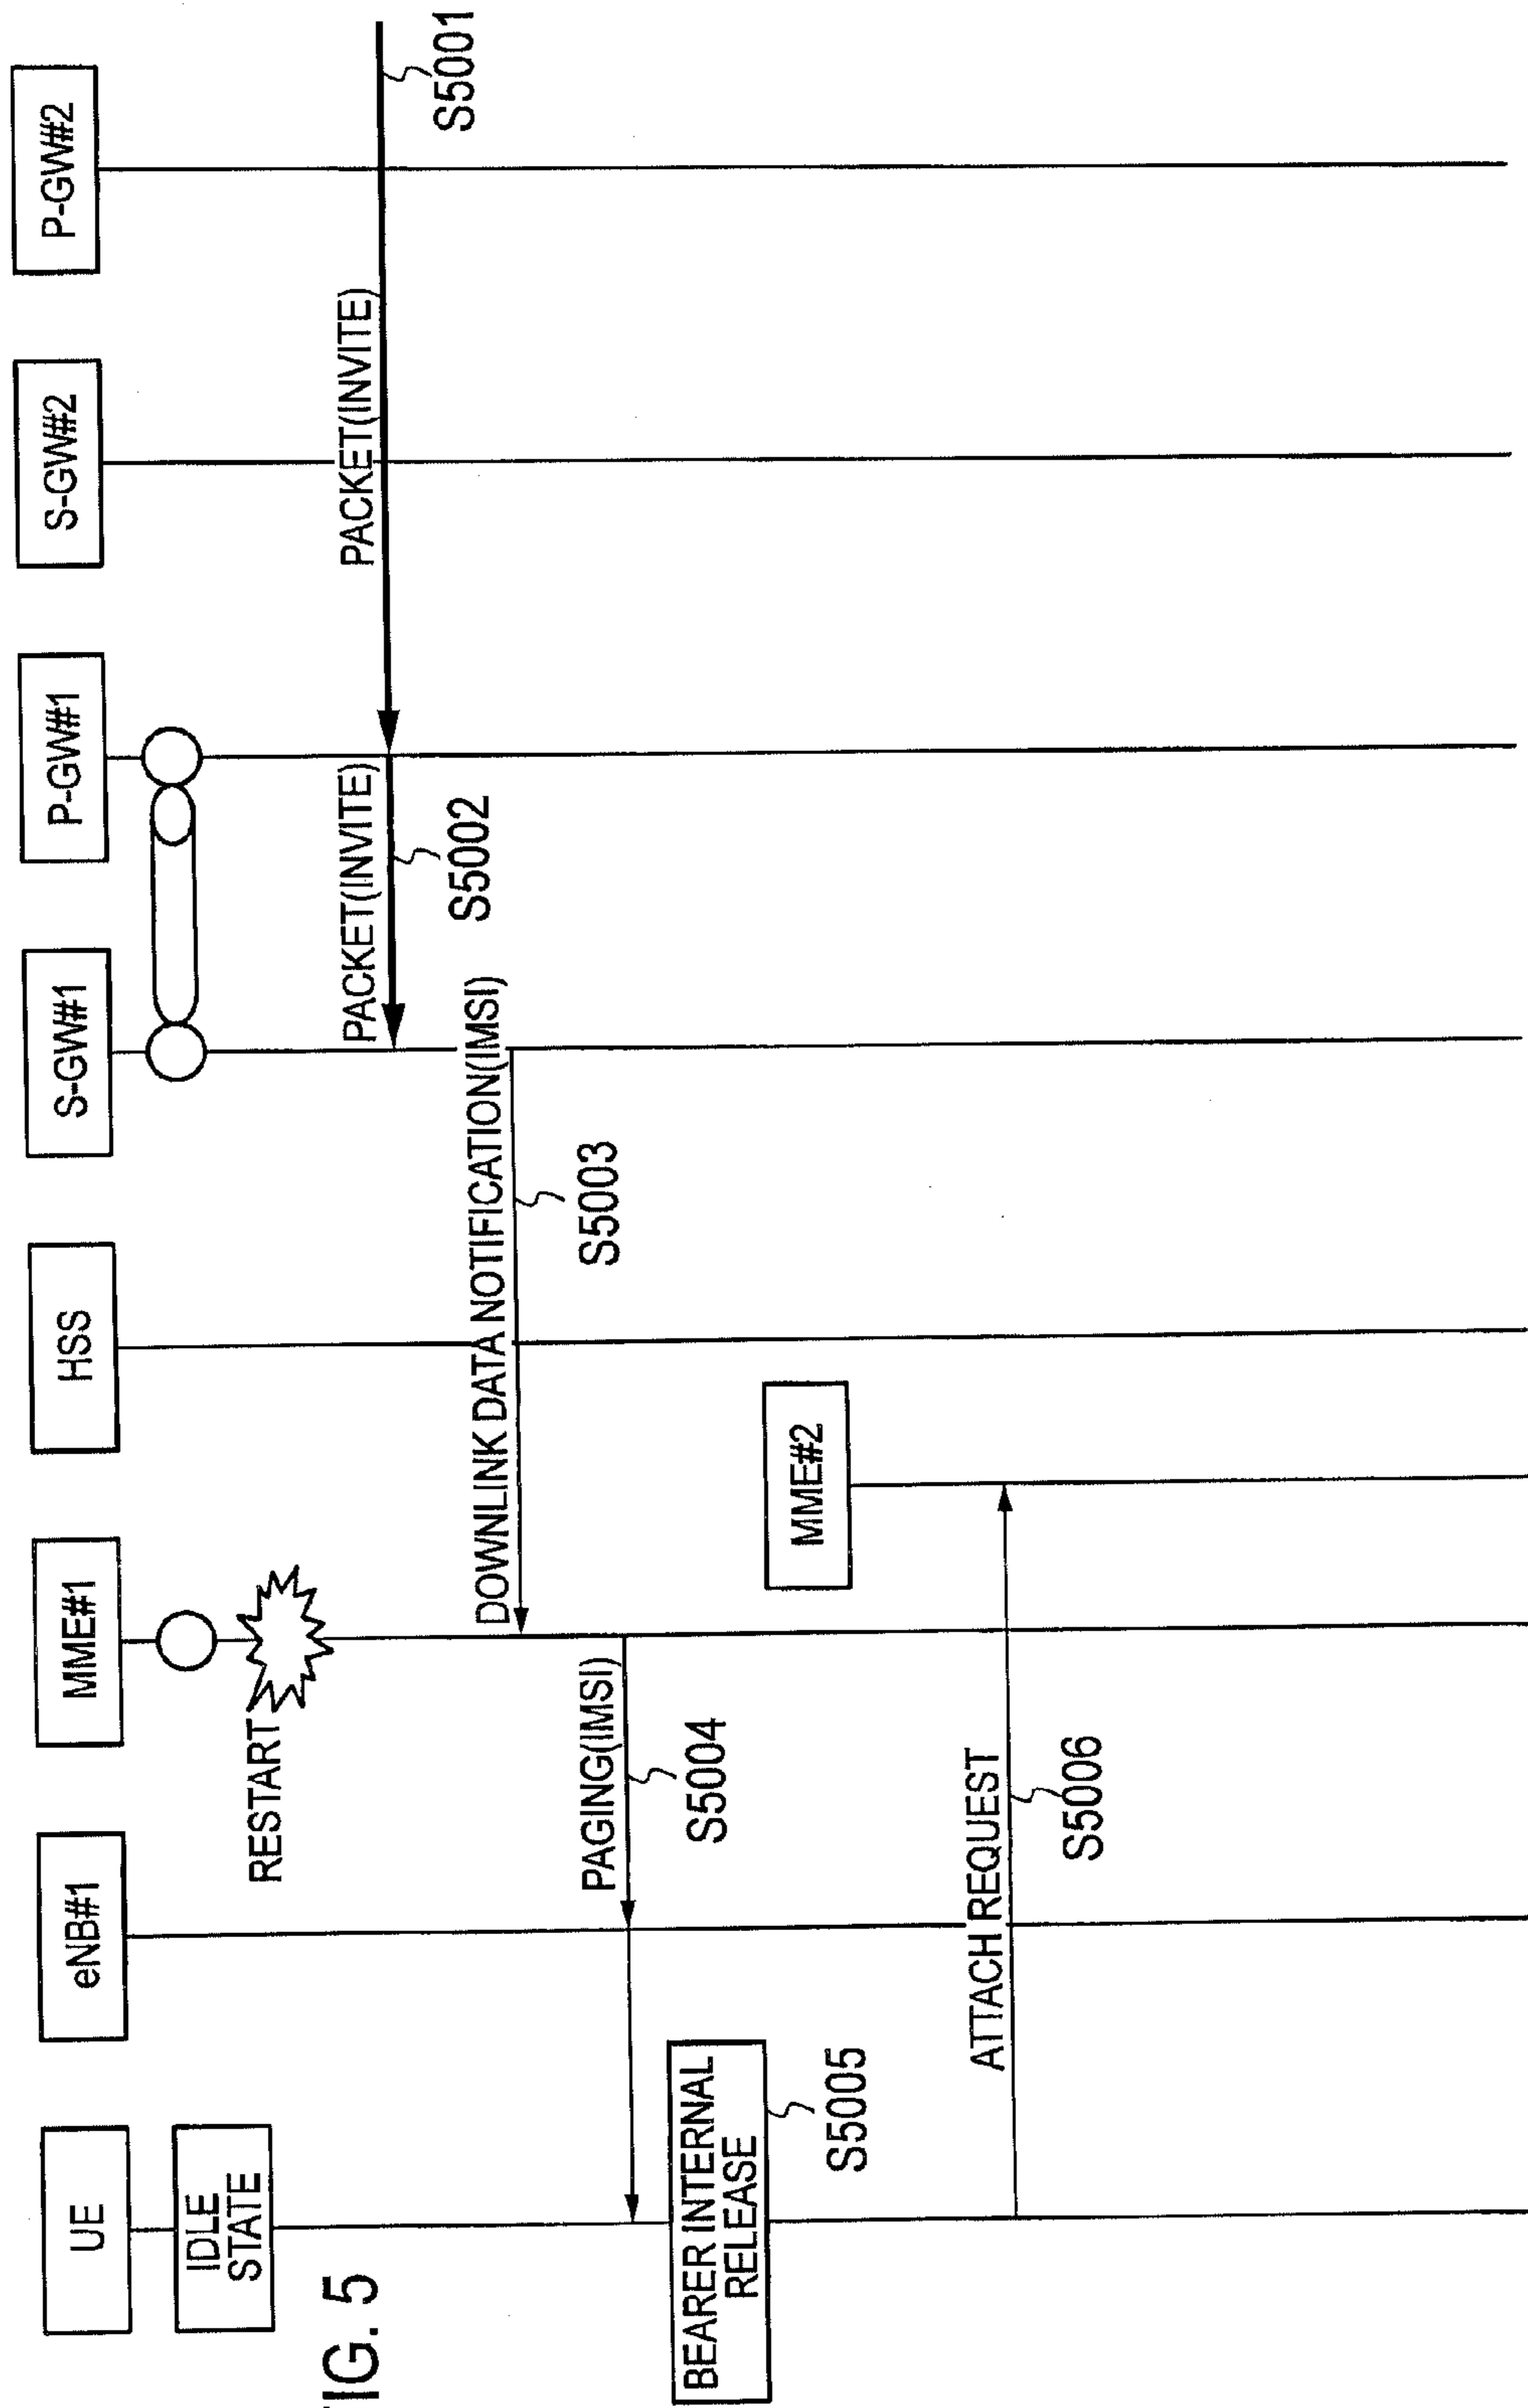 IG. 5
UE
eNB#1
MME#1
HSS
S-GW#1
P-GW#1
S-GW#2
P-GW#2
IDLE
STATE
RESTART
PACKET(INVITE)
PACKET(INVITE)
S5001
S5002
DOWNLINK DATA NOTIFICATION(IMSI)
S5003
PAGING(IMSI)
S5004
BEARER INTERNAL
RELEASE
S5005
MME#2
ATTACH REQUEST
S5006